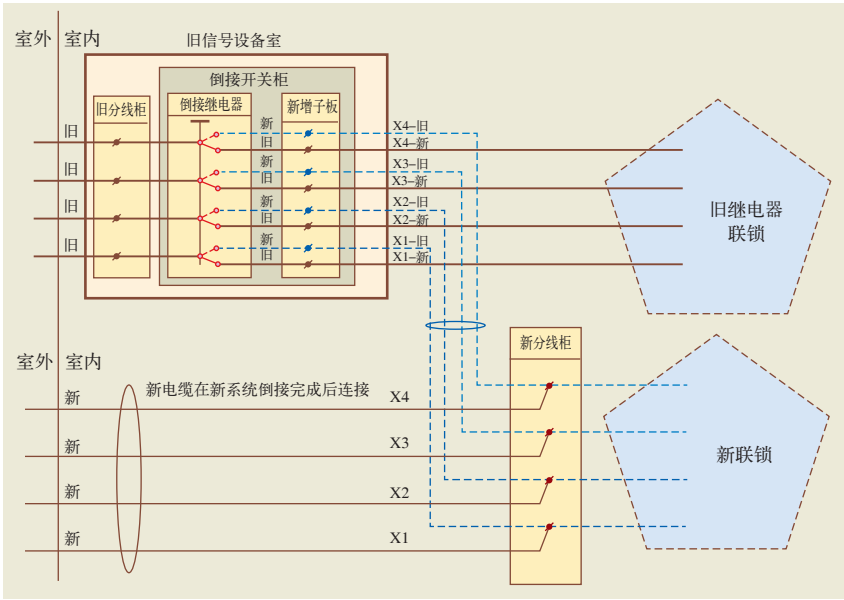 室外 室内
旧信号设备室
倒接开关柜
旧分线柜
倒接继电器
新增子板
旧
新
旧
X4–旧
X4–新
旧
新
旧
X3–旧
X3–新
旧
新
旧
X2–旧
X2–新
旧
新
旧
X1–旧
X1–新
旧继电器
联锁
室外 室内
新分线柜
新电缆在新系统倒接完成后连接
新
X4
新
X3
新
X2
新
X1
新联锁